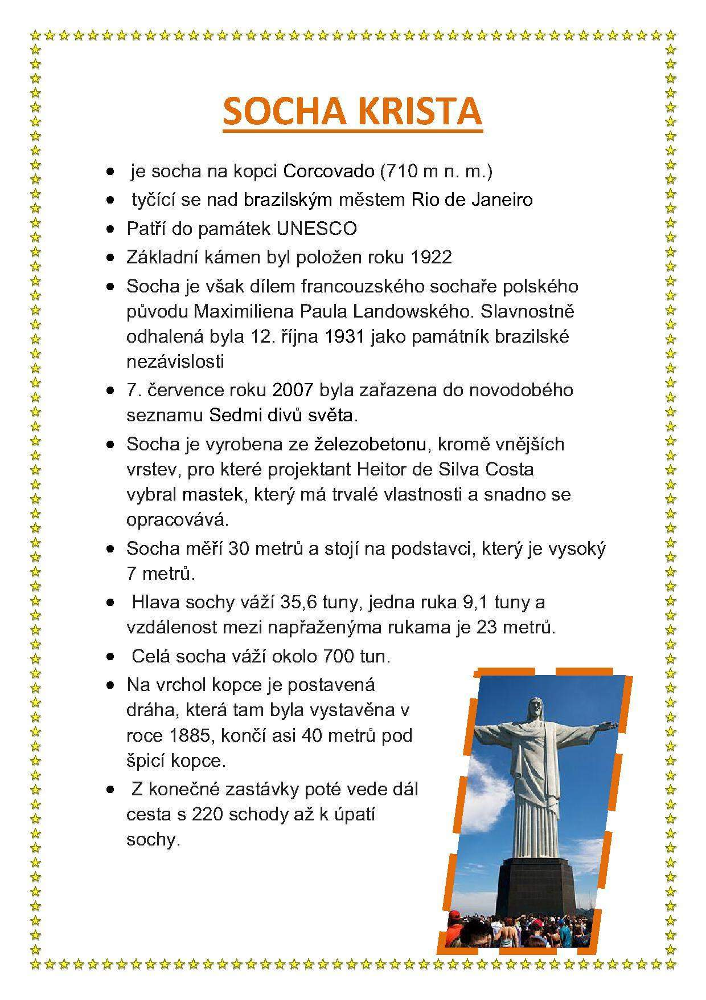 SOCHA KRISTA
je socha na kopci Corcovado (710 m n. m.)
tyčící se nad brazilským městem Rio de Janeiro
Patří do památek UNESCO
Základní kámen byl položen roku 1922
Socha je však dílem francouzského sochaře polského
původu Maximiliena Paula Landowského. Slavnostně
odhalená byla 12. října 1931 jako památník brazilské
nezávislosti
7. července roku 2007 byla zařazena do novodobého
seznamu Sedmi divů světa.
Socha je vyrobena ze železobetonu, kromě vnějších
vrstev, pro které projektant Heitor de Silva Costa
vybral mastek, který má trvalé vlastnosti a snadno se
opracovává.
Socha měří 30 metrů a stojí na podstavci, který je vysoký
7 metrů.
Hlava sochy váží 35,6 tuny, jedna ruka 9,1 tuny a
vzdálenost mezi napřaženýma rukama je 23 metrů.
Celá socha váží okolo 700 tun.
Na vrchol kopce je postavená
dráha, která tam byla vystavěna v
roce 1885, končí asi 40 metrů pod
špicí kopce.
Z konečné zastávky poté vede dál
cesta s 220 schody až k úpatí
sochy.